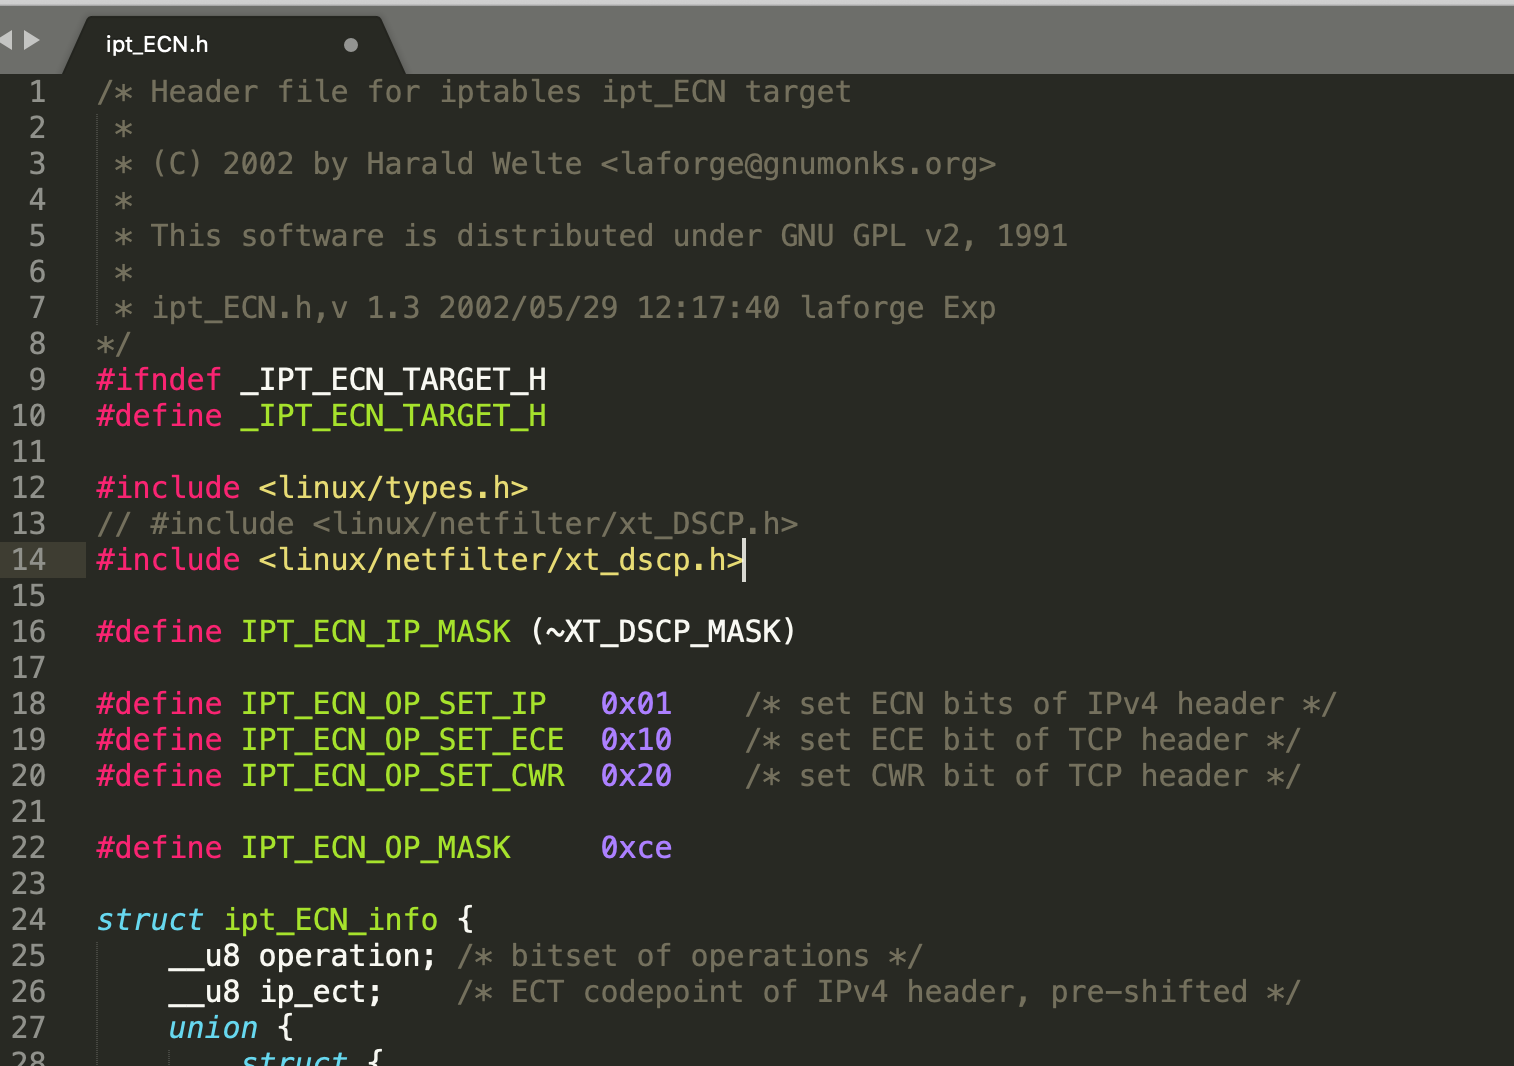 ipt_ECN.h
1 /* Header file for iptables ipt_ECN target
2 *
3 * (C) 2002 by Harald Welte <laforge@gnumonks.org>
4 *
5 * This software is distributed under GNU GPL v2, 1991
6 *
7 * ipt_ECN.h,v 1.3 2002/05/29 12:17:40 laforge Exp
8 */
9 #ifndef _IPT_ECN_TARGET_H
10 #define _IPT_ECN_TARGET_H
11
12 #include <linux/types.h>
13 // #include <linux/netfilter/xt_DSCP.h>
14 #include <linux/netfilter/xt_dscp.h>
15
16 #define IPT_ECN_IP_MASK (~XT_DSCP_MASK)
17
18 #define IPT_ECN_OP_SET_IP 0x01 /* set ECN bits of IPv4 header */
19 #define IPT_ECN_OP_SET_ECE 0x10 /* set ECE bit of TCP header */
20 #define IPT_ECN_OP_SET_CWR 0x20 /* set CWR bit of TCP header */
21
22 #define IPT_ECN_OP_MASK 0xce
23
24 struct ipt_ECN_info {
25 __u8 operation; /* bitset of operations */
26 __u8 ip_ect; /* ECT codepoint of IPv4 header, pre-shifted */
27 union {
28 struct {